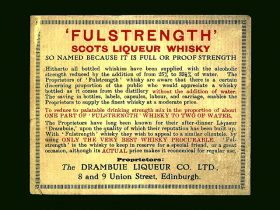 'FULSTRENGTH'
SCOTS LIQUEUR WHISKY
SO NAMED BECAUSE IT IS FULL OR PROOF STRENGTH
Hitherto all bottled whiskies have been supplied with the alcoholic
strength reduced by the addition of from 25% to 33⅓% of water. The
Proprietors of 'Fulstrength' whisky are aware that there is a certain
discerning proportion of the public who would appreciate a whisky
bottled as it comes from the distillery without the addition of water.
The saving in bottles, labels, capsules, labour, and carriage, enables the
Proprietors to supply the finest whisky at a moderate price.
To reduce to palatable drinking strength mix in the proportion of about
ONE PART OF 'FULSTRENGTH' WHISKY TO TWO OF WATER.
The Proprietors have long been known for their after-dinner Liqueur
"Drambuie", upon the quality of which their reputation has been built up.
With 'Fulstrength' whisky they wish to appeal to a similar clientele by
using ONLY THE VERY BEST WHISKY PROCURABLE. 'Ful-
strength' is the whisky to keep in reserve for a special friend, or a great
occasion, although its ACTUAL price makes it economical for regular use.
Proprietors:
THE DRAMBUIE LIQUEUR CO. LTD.,
8 and 9 Union Street, Edinburgh.